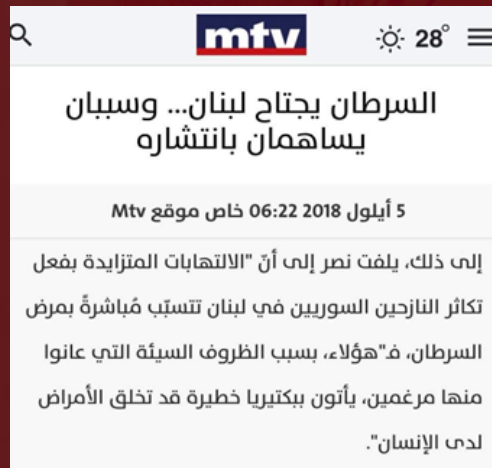 mtv
28°
السرطان يجتاح لبنان... وسببان
يساهمان بانتشاره
5 أيلول 2018 06:22 خاص موقع Mtv
إلى ذلك، يلفت نصر إلى أنّ "الالتهابات المتزايدة بفعل
تكاثر النازحين السوريين في لبنان تتسبّب مُباشرةً بمرض
السرطان، فـ"هؤلاء، بسبب الظروف السيئة التي عانوا
منها مرغمين، يأتون ببكتيريا خطيرة قد تخلق الأمراض
لدى الإنسان".